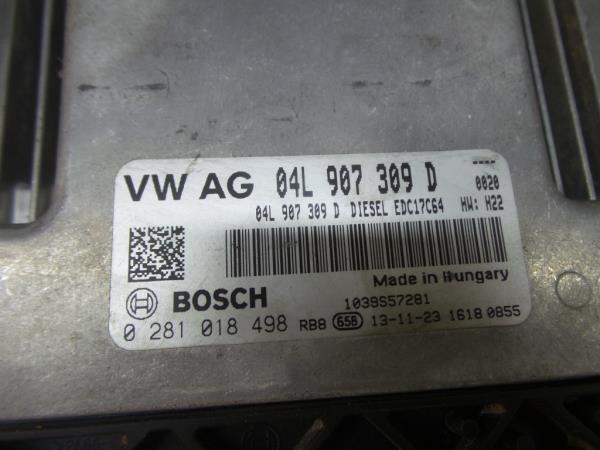 VW AG 04L 907 309 D ----
04L 907 309 D DIESEL EDC17C64 0020
HW: H22
Made in Hungary
BOSCH 1039S57281
0 281 018 498 RB8 658 13-11-23 1618 0855